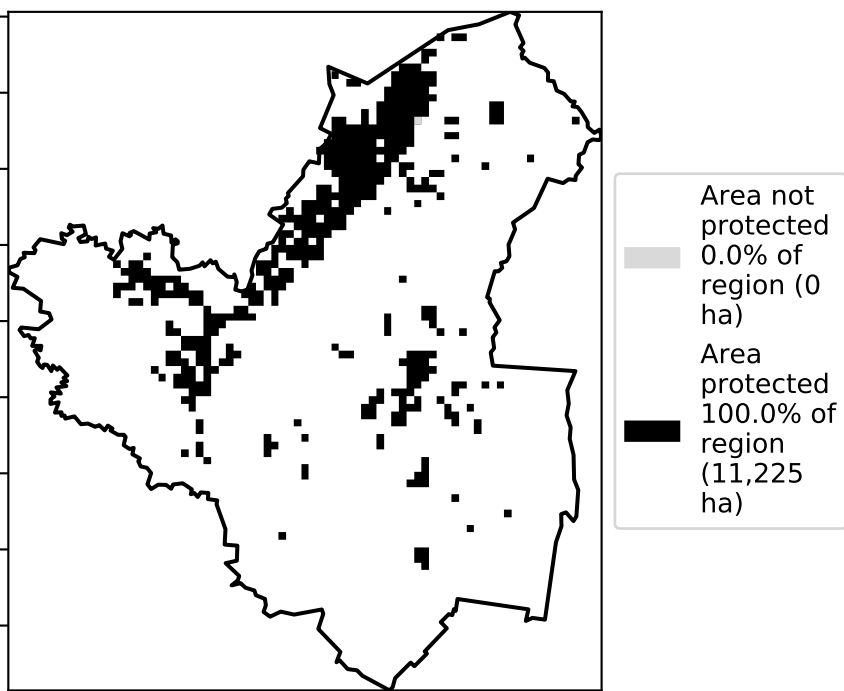 Area not
protected
0.0% of
region (0
ha)
Area
protected
100.0% of
region
(11,225
ha)